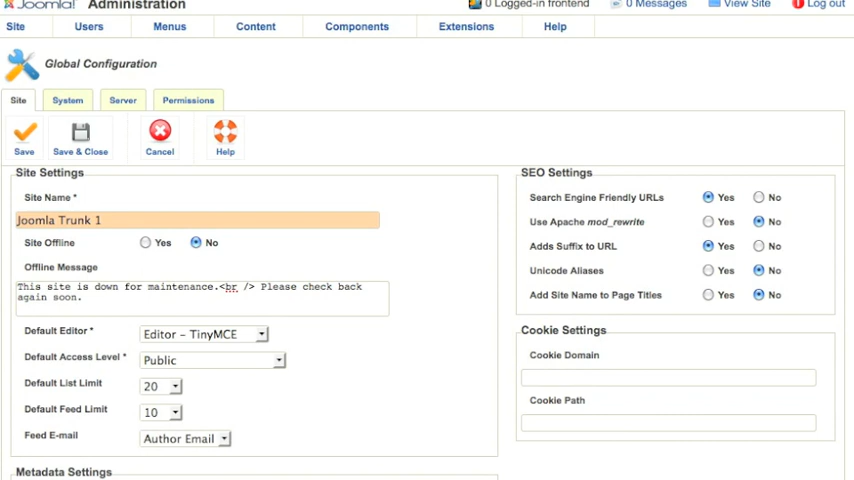 Joomla! Administration
0 Logged-in frontend 0 Messages View Site Log out
Site Users Menus Content Components Extensions Help
Global Configuration
Site System Server Permissions
Save Save & Close Cancel Help
Site Settings
Site Name *
Joomla Trunk 1
Site Offline Yes No
Offline Message
This site is down for maintenance.<br /> Please check back
again soon.
Default Editor * Editor – TinyMCE
Default Access Level * Public
Default List Limit 20
Default Feed Limit 10
Feed E-mail Author Email
Metadata Settings
SEO Settings
Search Engine Friendly URLs Yes No
Use Apache mod_rewrite Yes No
Adds Suffix to URL Yes No
Unicode Aliases Yes No
Add Site Name to Page Titles Yes No
Cookie Settings
Cookie Domain
Cookie Path